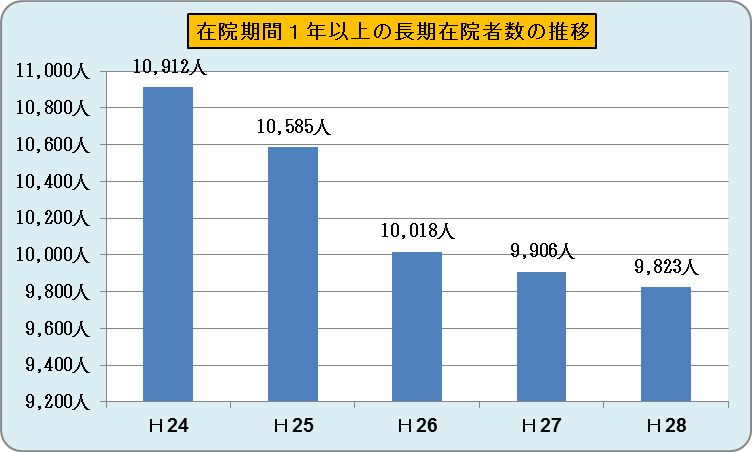 在院期間１年以上の長期在院者数の推移
11,000人
10,800人
10,600人
10,400人
10,200人
10,000人
9,800人
9,600人
9,400人
9,200人
10,912人
10,585人
10,018人
9,906人
9,823人
Ｈ24
Ｈ25
Ｈ26
Ｈ27
Ｈ28